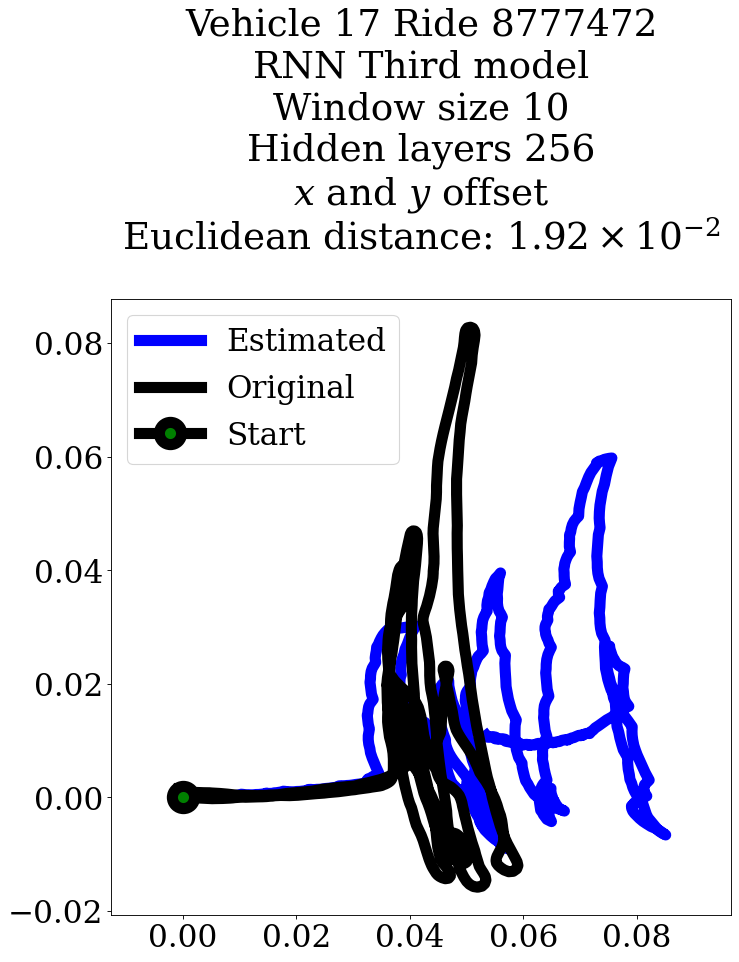 Vehicle 17 Ride 8777472
RNN Third model
Window size 10
Hidden layers 256
x and y offset
Euclidean distance: 1.92 × 10⁻²
Estimated
Original
Start
0.08
0.06
0.04
0.02
0.00
−0.02
0.00 0.02 0.04 0.06 0.08